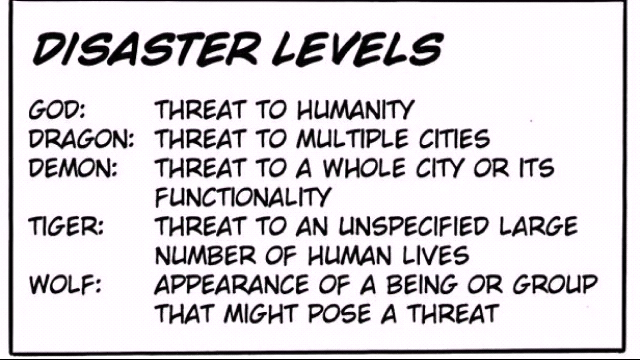 DISASTER LEVELS
GOD: THREAT TO HUMANITY
DRAGON: THREAT TO MULTIPLE CITIES
DEMON: THREAT TO A WHOLE CITY OR ITS
FUNCTIONALITY
TIGER: THREAT TO AN UNSPECIFIED LARGE
NUMBER OF HUMAN LIVES
WOLF: APPEARANCE OF A BEING OR GROUP
THAT MIGHT POSE A THREAT